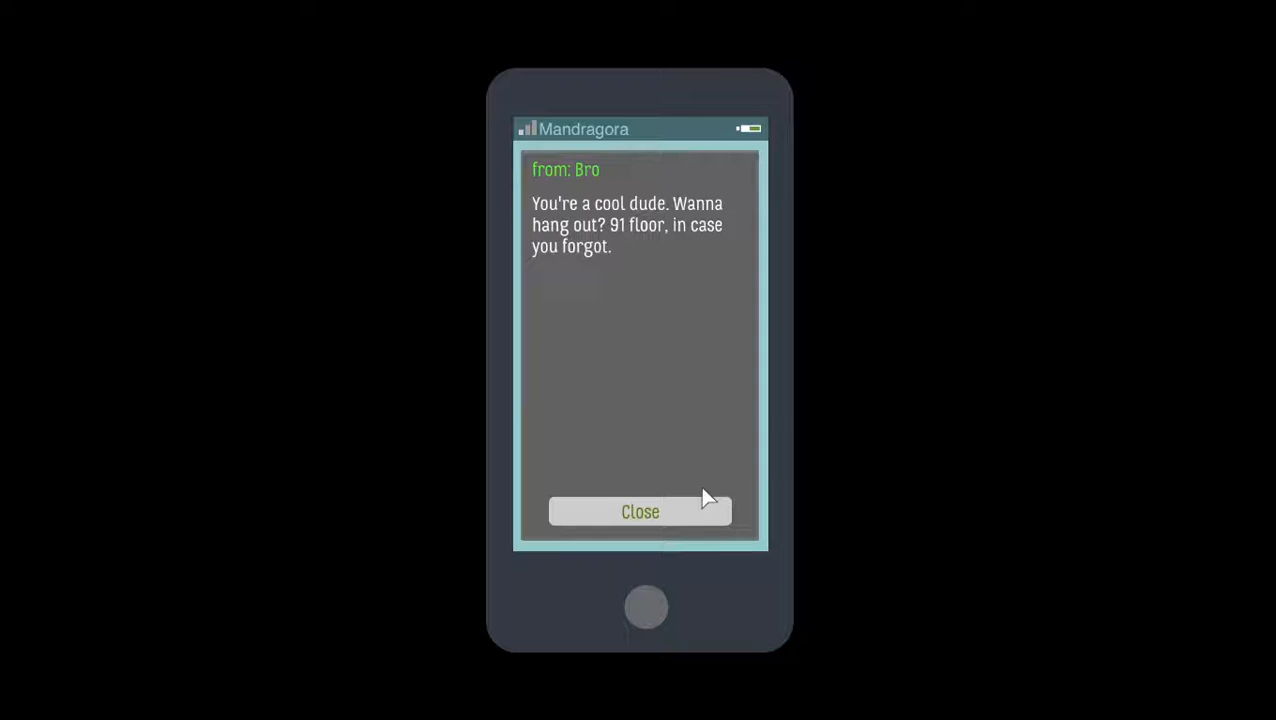 Mandragora
from: Bro
You're a cool dude. Wanna
hang out? 91 floor, in case
you forgot.
Close